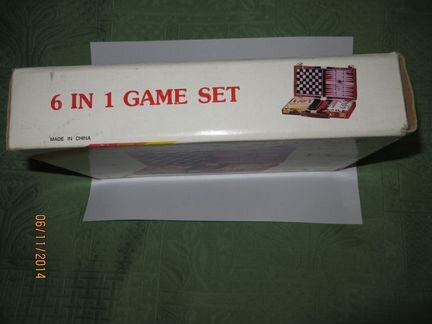 6 IN 1 GAME SET
MADE IN CHINA
06/11/2014